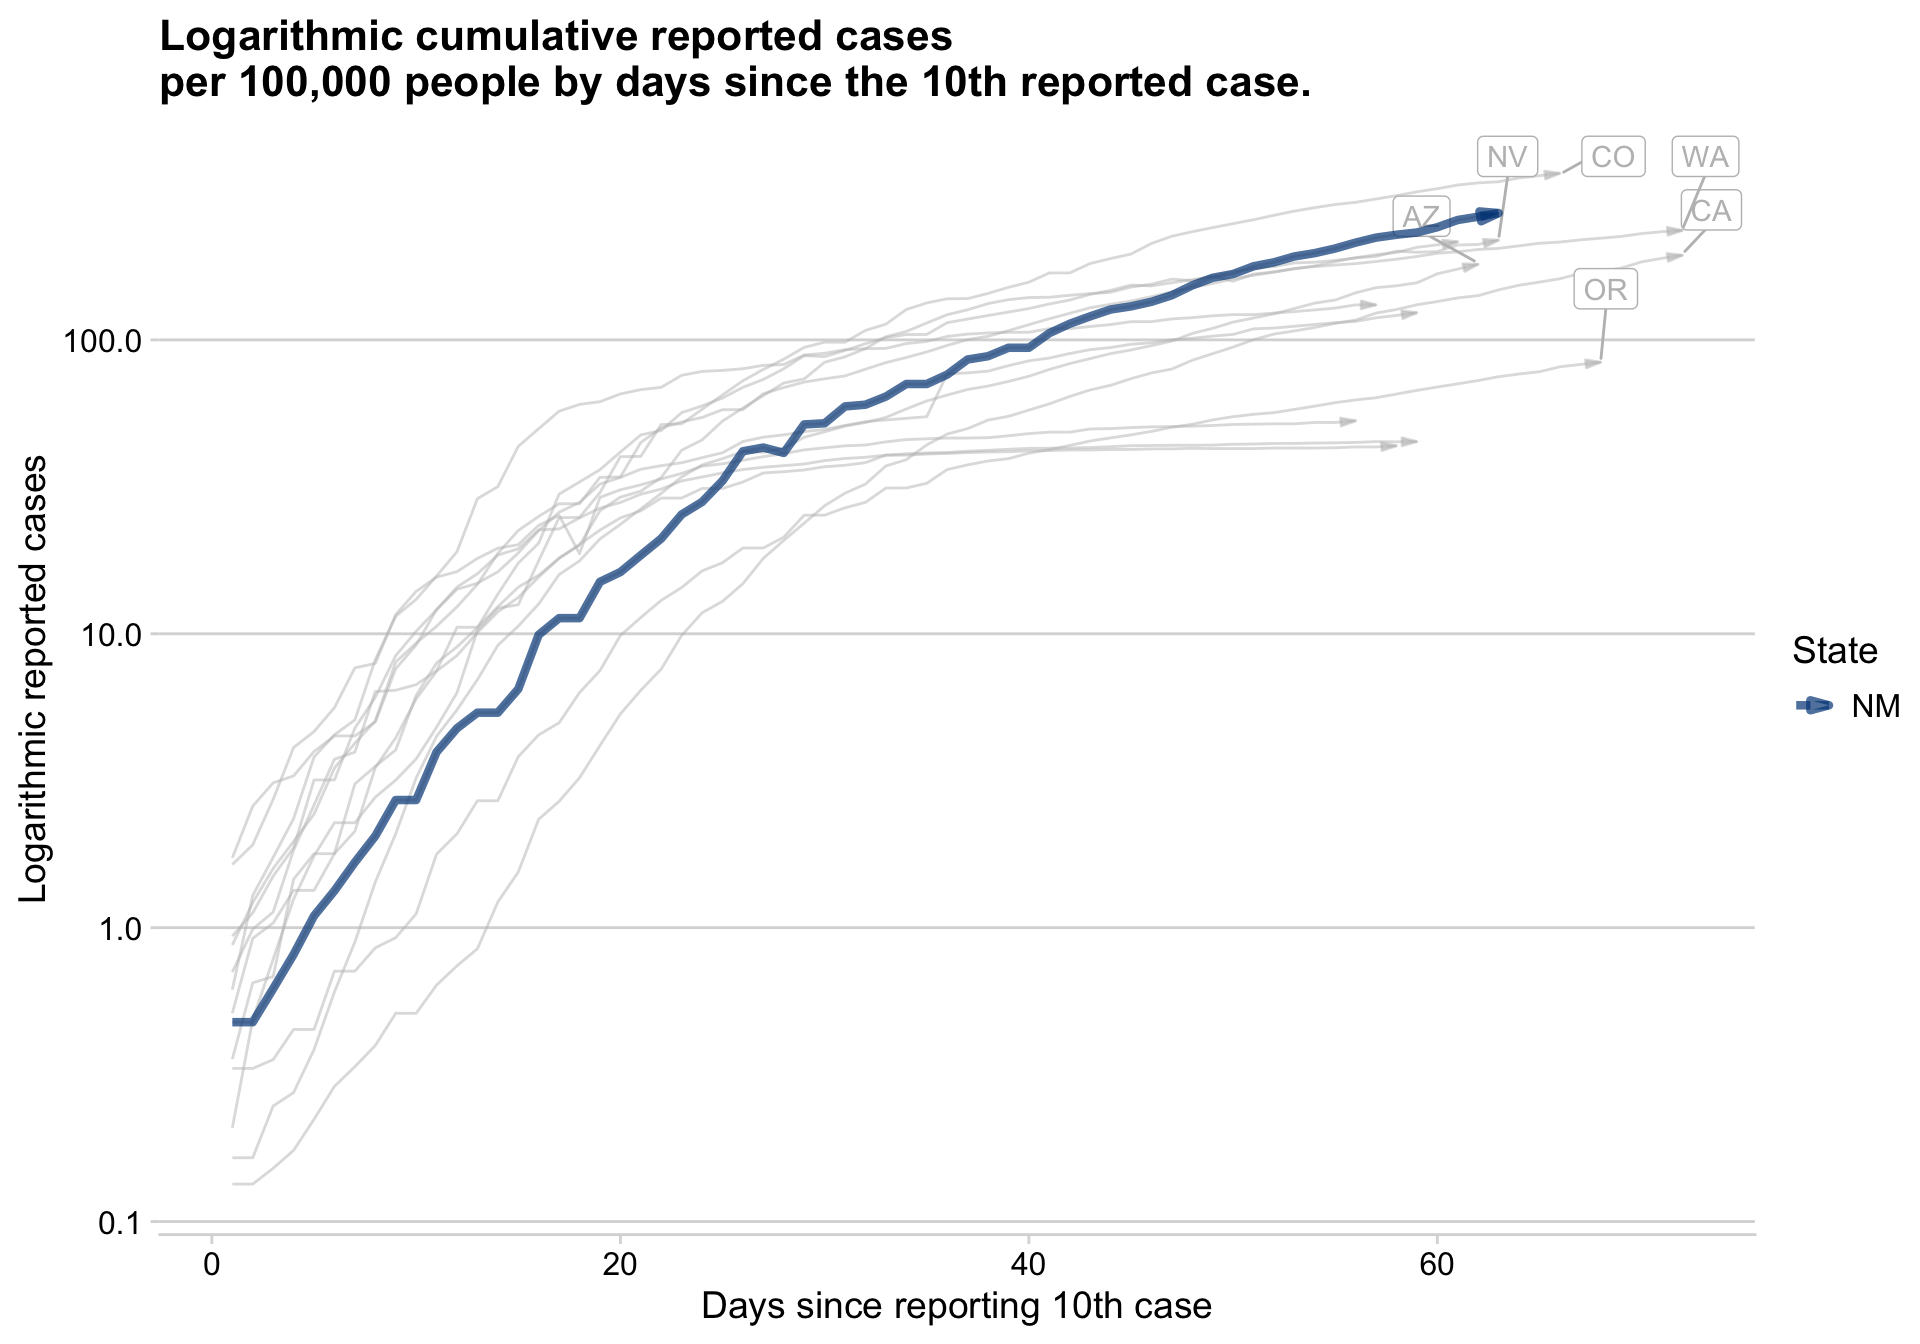 Logarithmic cumulative reported cases
per 100,000 people by days since the 10th reported case.
NV
CO
WA
AZ
CA
OR
100.0
10.0
1.0
0.1
Logarithmic reported cases
0
20
40
60
Days since reporting 10th case
State
NM